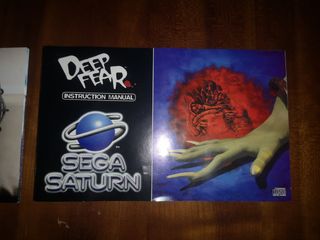 DEEP
FEAR
INSTRUCTION MANUAL
SEGA
SATURN